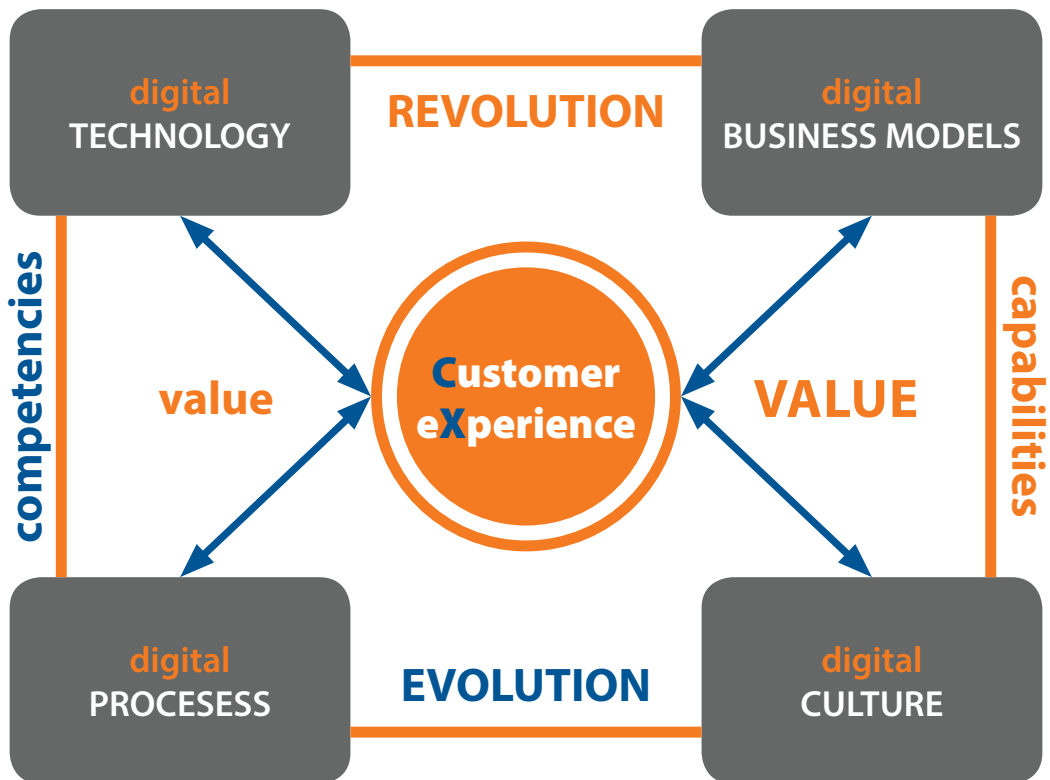 digital
TECHNOLOGY
REVOLUTION
digital
BUSINESS MODELS
competencies
value
Customer
eXperience
VALUE
capabilities
digital
PROCESESS
EVOLUTION
digital
CULTURE